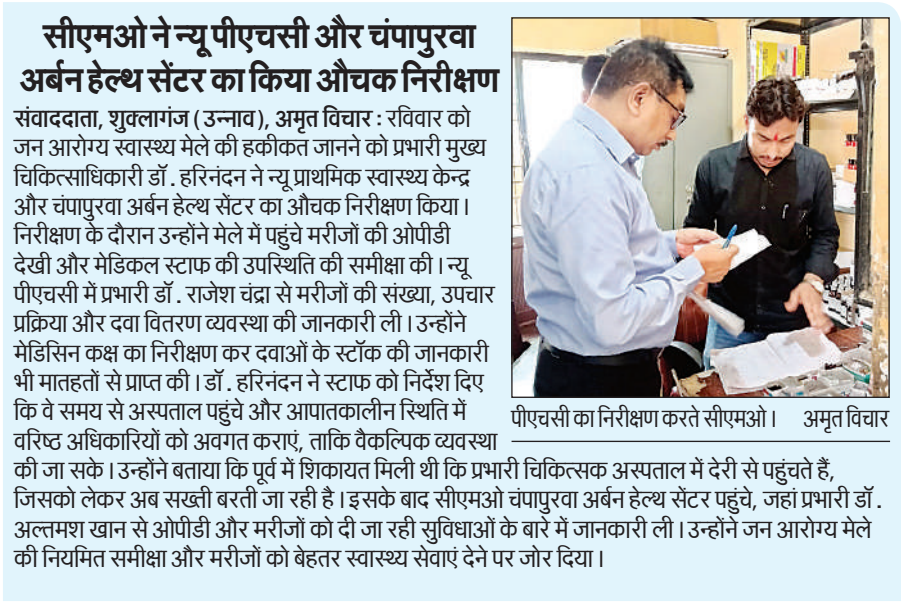 सीएमओ ने न्यू पीएचसी और चंपापुरवा
अर्बन हेल्थ सेंटर का किया औचक निरीक्षण
संवाददाता, शुक्लागंज ( उन्नाव ), अमृत विचार : रविवार को
जन आरोग्य स्वास्थ्य मेले की हकीकत जानने को प्रभारी मुख्य
चिकित्साधिकारी डॉ . हरिनंदन ने न्यू प्राथमिक स्वास्थ्य केन्द्र
और चंपापुरवा अर्बन हेल्थ सेंटर का औचक निरीक्षण किया ।
निरीक्षण के दौरान उन्होंने मेले में पहुंचे मरीजों की ओपीडी
देखी और मेडिकल स्टाफ की उपस्थिति की समीक्षा की । न्यू
पीएचसी में प्रभारी डॉ . राजेश चंद्रा से मरीजों की संख्या, उपचार
प्रक्रिया और दवा वितरण व्यवस्था की जानकारी ली । उन्होंने
मेडिसिन कक्ष का निरीक्षण कर दवाओं के स्टॉक की जानकारी
भी मातहतों से प्राप्त की । डॉ . हरिनंदन ने स्टाफ को निर्देश दिए
कि वे समय से अस्पताल पहुंचे और आपातकालीन स्थिति में
वरिष्ठ अधिकारियों को अवगत कराएं, ताकि वैकल्पिक व्यवस्था
की जा सके । उन्होंने बताया कि पूर्व में शिकायत मिली थी कि प्रभारी चिकित्सक अस्पताल में देरी से पहुंचते हैं,
जिसको लेकर अब सख्ती बरती जा रही है । इसके बाद सीएमओ चंपापुरवा अर्बन हेल्थ सेंटर पहुंचे, जहां प्रभारी डॉ .
अल्तमश खान से ओपीडी और मरीजों को दी जा रही सुविधाओं के बारे में जानकारी ली । उन्होंने जन आरोग्य मेले
की नियमित समीक्षा और मरीजों को बेहतर स्वास्थ्य सेवाएं देने पर जोर दिया ।
पीएचसी का निरीक्षण करते सीएमओ । अमृत विचार